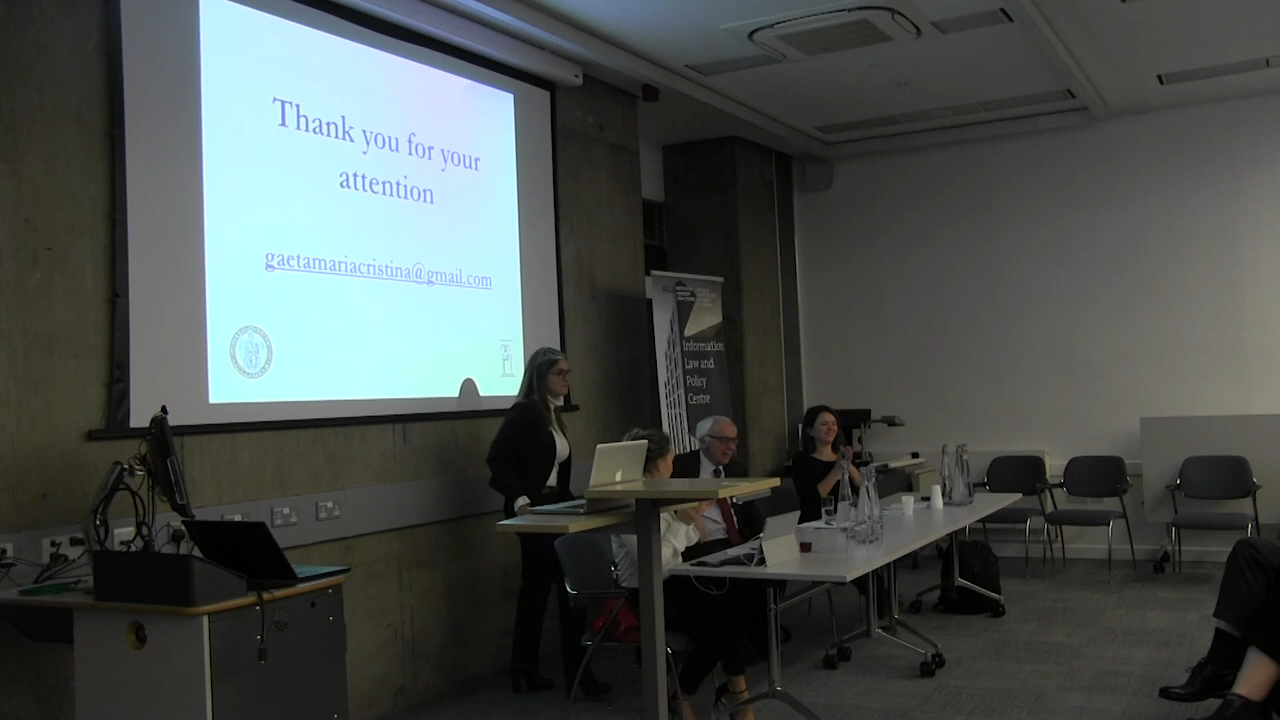 Thank you for your
attention
gaetamariacristina@gmail.com
Information
Law and
Policy
Centre